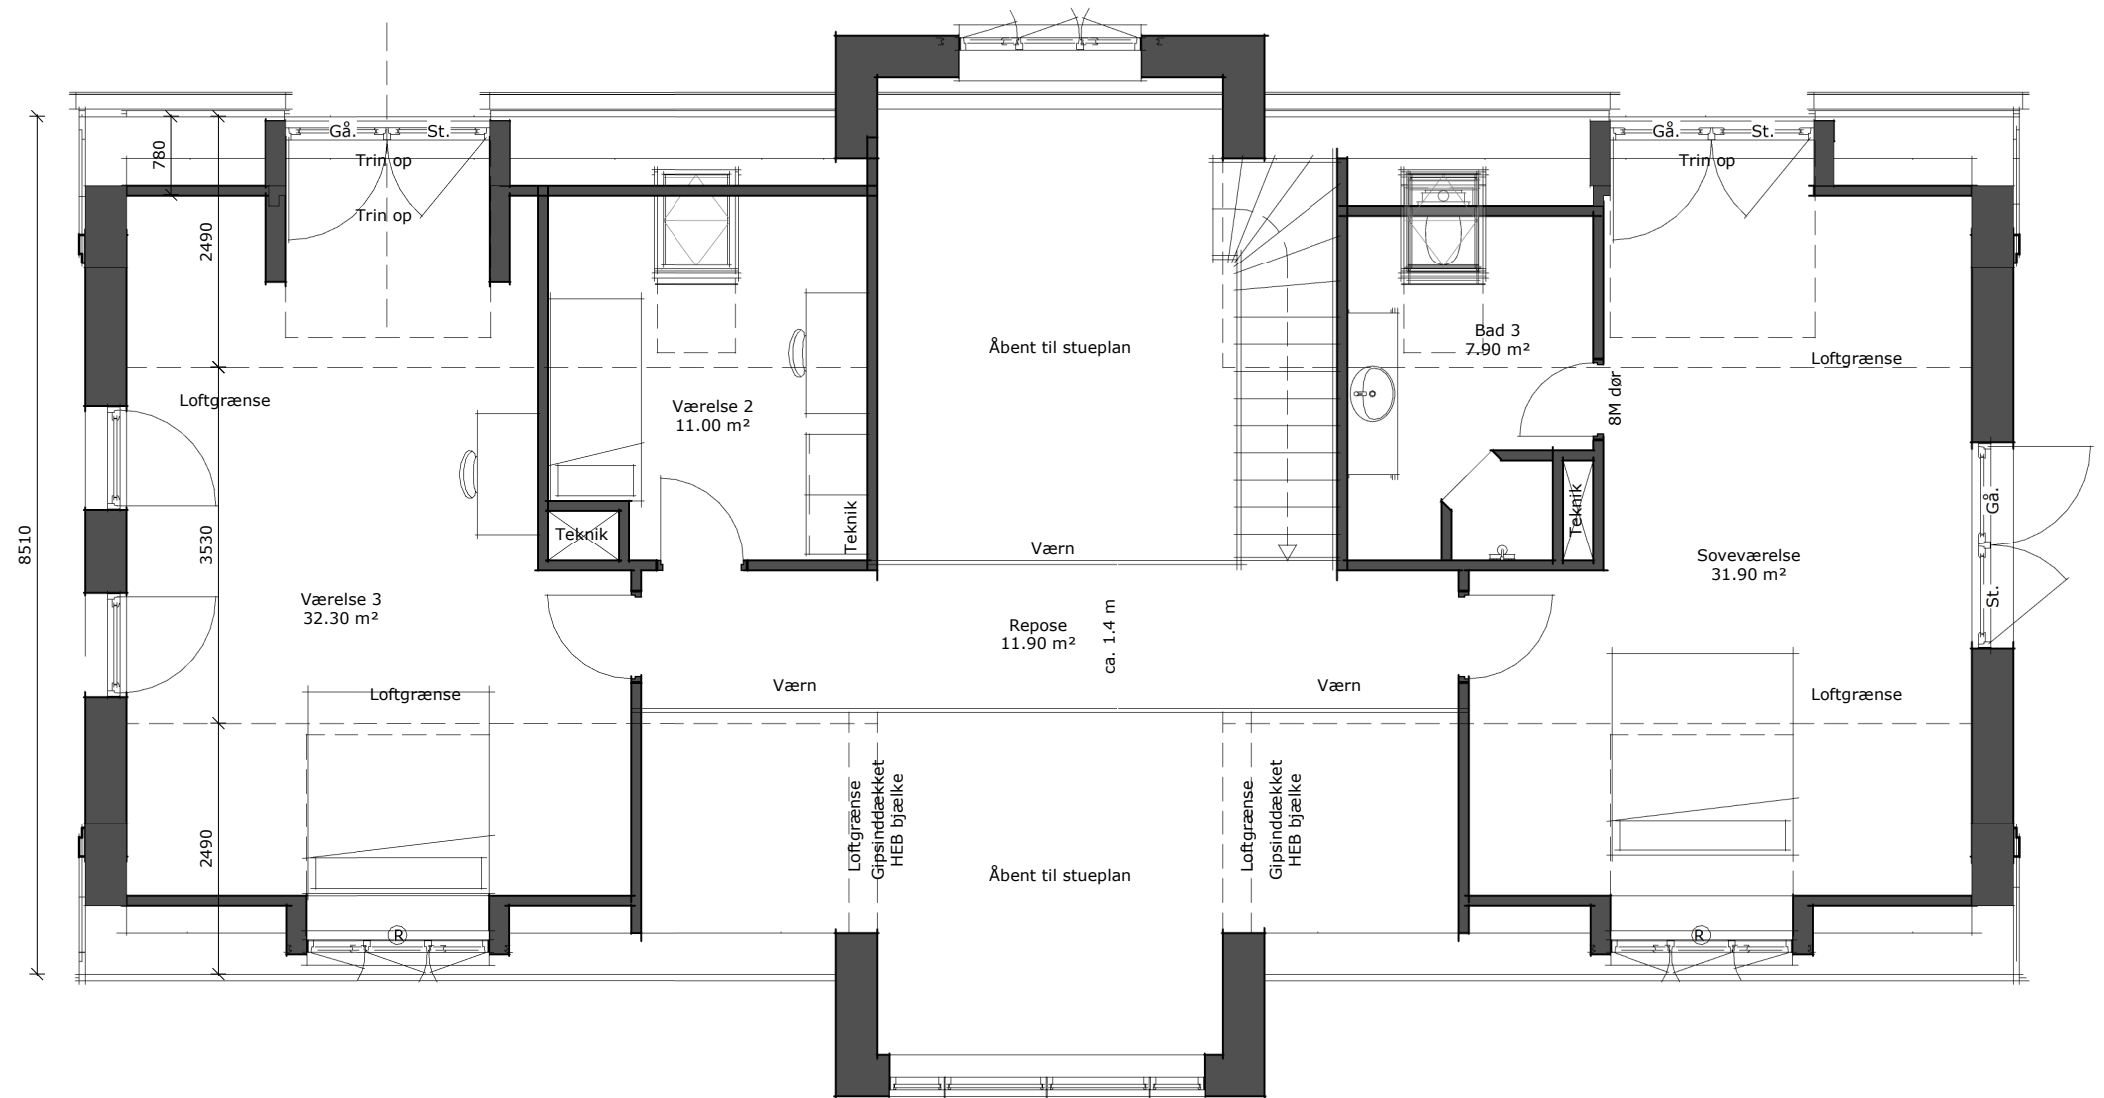 Gå.
St.
Gå.
St.
Trin op
Trin op
Trin op
780
2490
Bad 3
7.90 m²
Åbent til stueplan
Loftgrænse
8M dør
Loftgrænse
Værelse 2
11.00 m²
Gå.
Teknik
Teknik
Teknik
8510
3530
Værn
Soveværelse
31.90 m²
St.
Værelse 3
32.30 m²
Repose
11.90 m²
ca. 1.4 m
Værn
Værn
Loftgrænse
Loftgrænse
2490
Loftgrænse
Gipsinddækket
HEB bjælke
Loftgrænse
Gipsinddækket
HEB bjælke
Åbent til stueplan
R
R